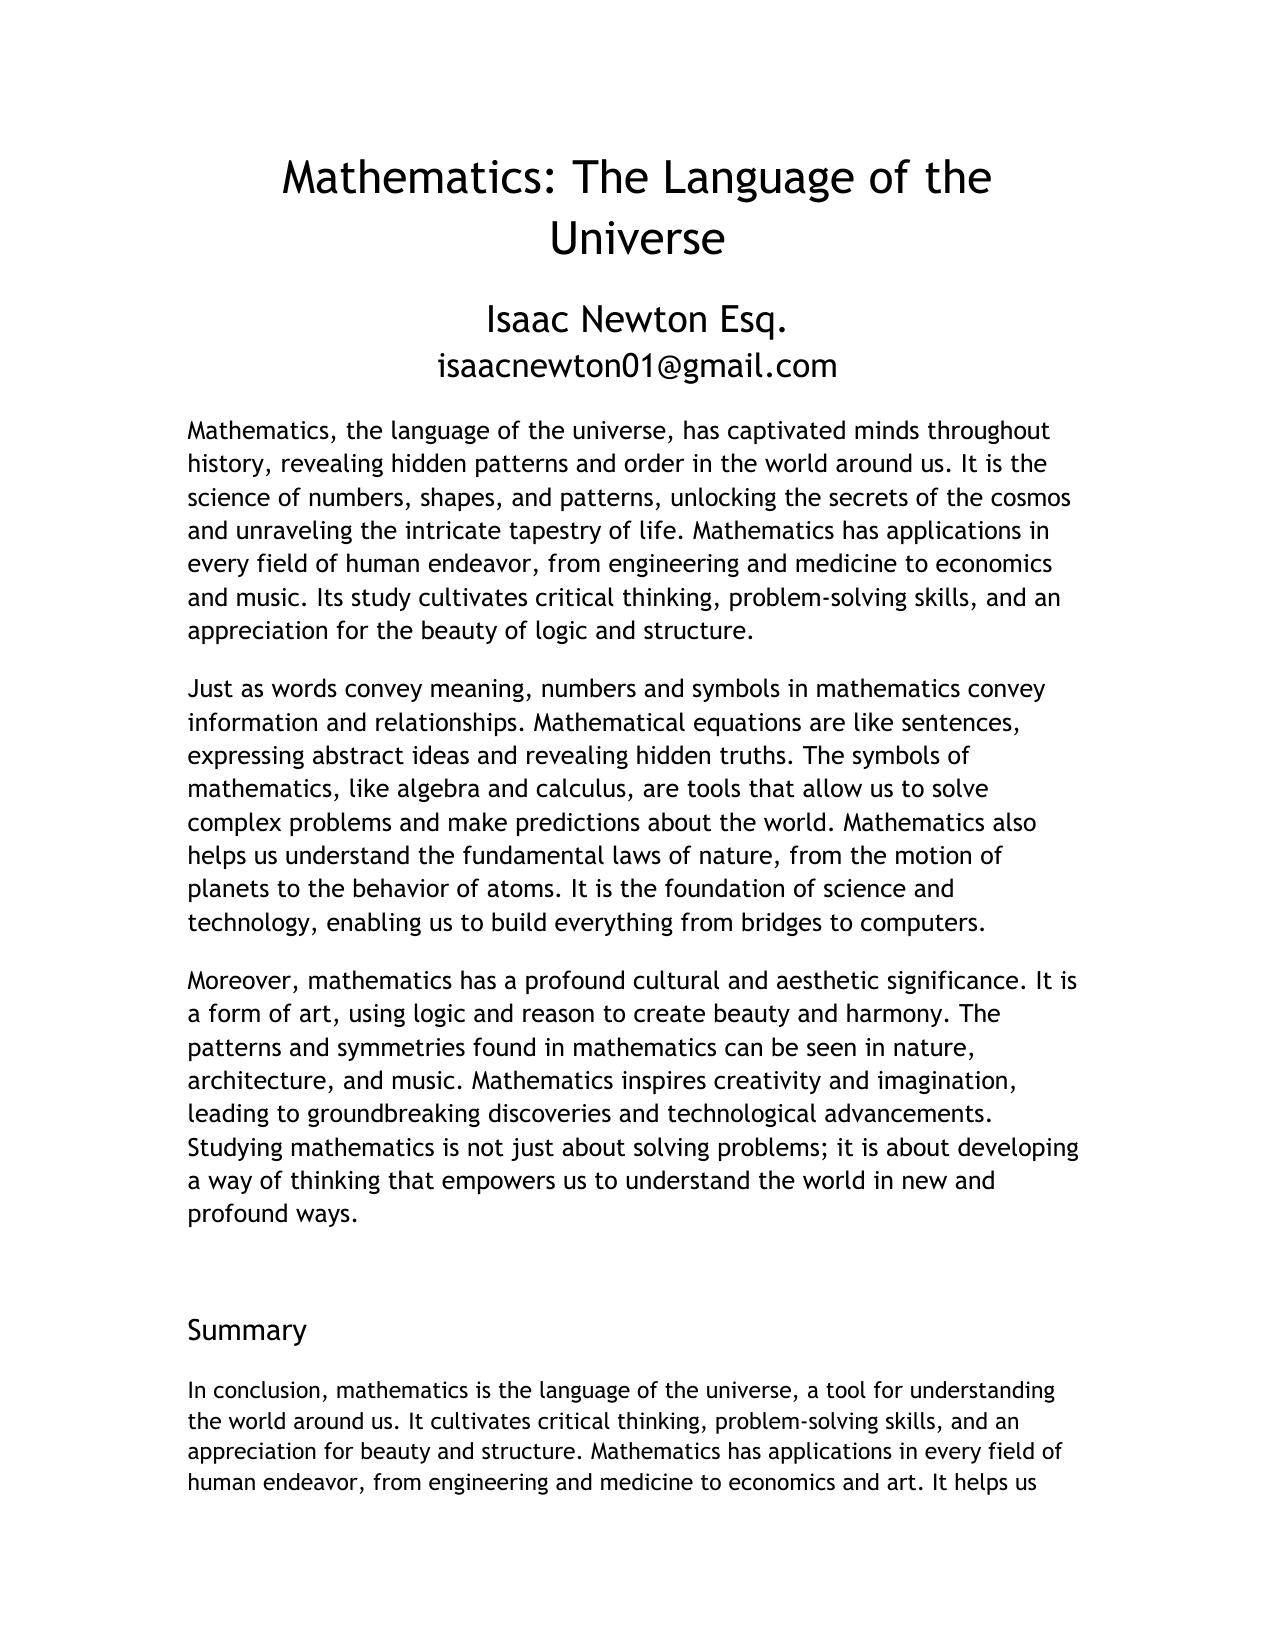 Mathematics: The Language of the
Universe
Isaac Newton Esq.
isaacnewton01@gmail.com
Mathematics, the language of the universe, has captivated minds throughout
history, revealing hidden patterns and order in the world around us. It is the
science of numbers, shapes, and patterns, unlocking the secrets of the cosmos
and unraveling the intricate tapestry of life. Mathematics has applications in
every field of human endeavor, from engineering and medicine to economics
and music. Its study cultivates critical thinking, problem-solving skills, and an
appreciation for the beauty of logic and structure.
Just as words convey meaning, numbers and symbols in mathematics convey
information and relationships. Mathematical equations are like sentences,
expressing abstract ideas and revealing hidden truths. The symbols of
mathematics, like algebra and calculus, are tools that allow us to solve
complex problems and make predictions about the world. Mathematics also
helps us understand the fundamental laws of nature, from the motion of
planets to the behavior of atoms. It is the foundation of science and
technology, enabling us to build everything from bridges to computers.
Moreover, mathematics has a profound cultural and aesthetic significance. It is
a form of art, using logic and reason to create beauty and harmony. The
patterns and symmetries found in mathematics can be seen in nature,
architecture, and music. Mathematics inspires creativity and imagination,
leading to groundbreaking discoveries and technological advancements.
Studying mathematics is not just about solving problems; it is about developing
a way of thinking that empowers us to understand the world in new and
profound ways.
Summary
In conclusion, mathematics is the language of the universe, a tool for understanding
the world around us. It cultivates critical thinking, problem-solving skills, and an
appreciation for beauty and structure. Mathematics has applications in every field of
human endeavor, from engineering and medicine to economics and art. It helps us